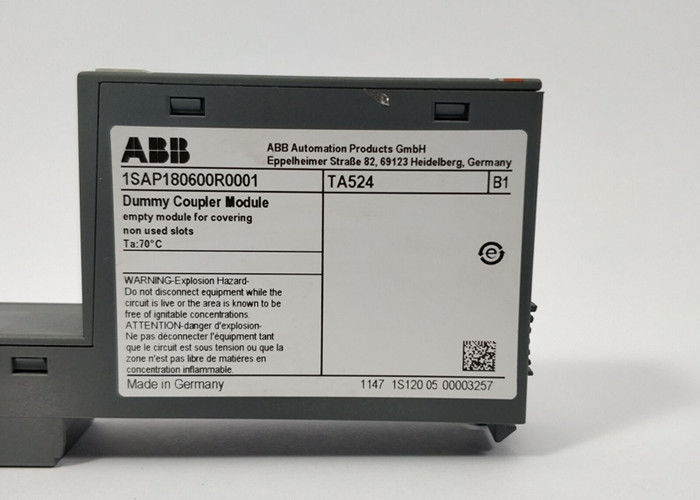 ABB
ABB Automation Products GmbH
Eppelheimer Straße 82, 69123 Heidelberg, Germany
1SAP180600R0001
TA524
B1
Dummy Coupler Module
empty module for covering
non used slots
Ta:70°C
WARNING-Explosion Hazard-
Do not disconnect equipment while the
circuit is live or the area is known to be
free of ignitable concentrations.
ATTENTION-danger d'explosion-
Ne pas déconnecter l'équipment tant
que le circuit est sous tension ou que la
zone n'est pas libre de matiéres en
concentration inflammable.
Made in Germany
1147 1S120 05 00003257